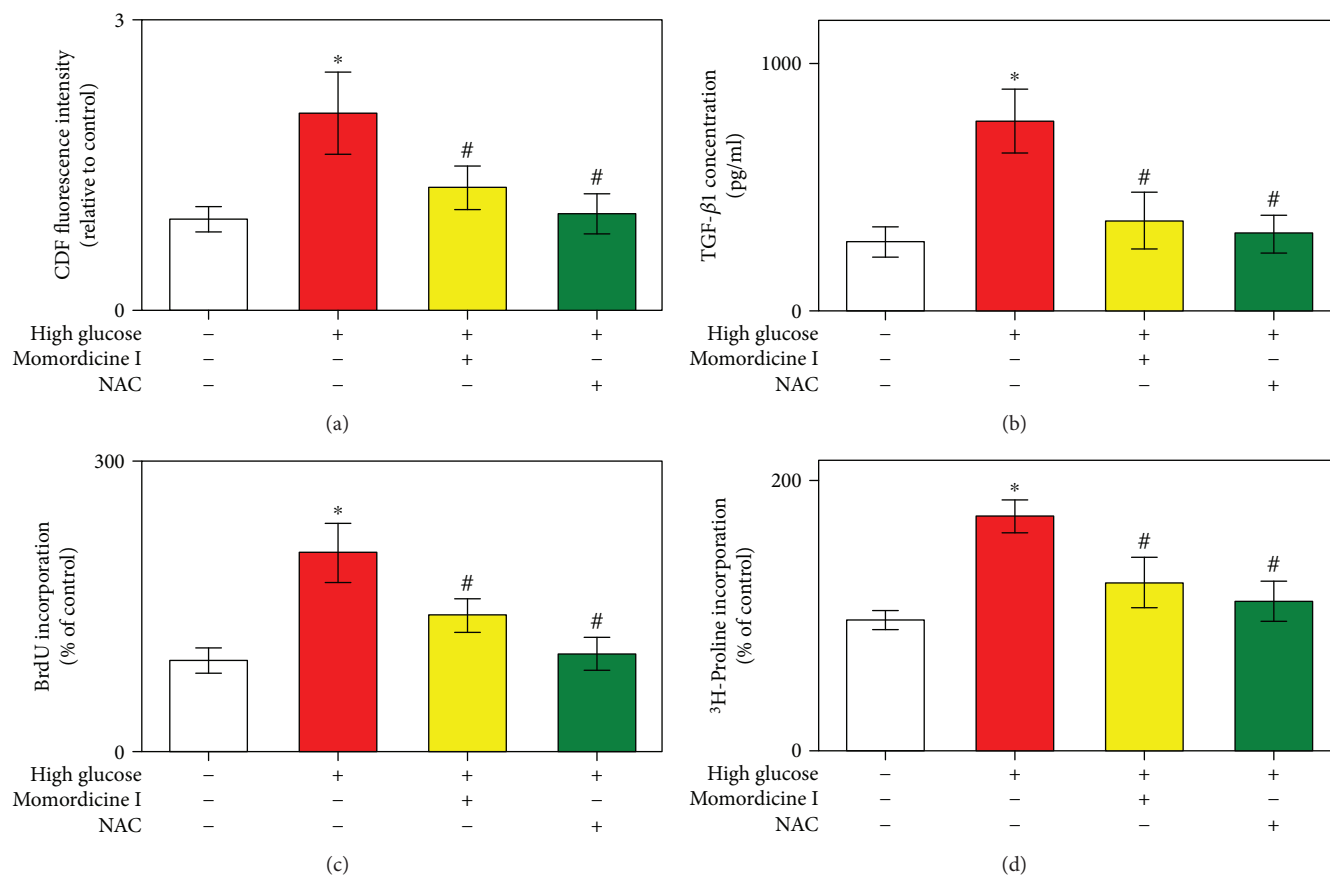 CDF fluorescence intensity
(relative to control)
3
*
#
#
0
High glucose − + + +
Momordicine I − − + −
NAC − − − +
(a)
TGF-β1 concentration
(pg/ml)
1000
*
#
#
0
High glucose − + + +
Momordicine I − − + −
NAC − − − +
(b)
BrdU incorporation
(% of control)
300
*
#
#
0
High glucose − + + +
Momordicine I − − + −
NAC − − − +
(c)
³H-Proline incorporation
(% of control)
200
*
#
#
0
High glucose − + + +
Momordicine I − − + −
NAC − − − +
(d)